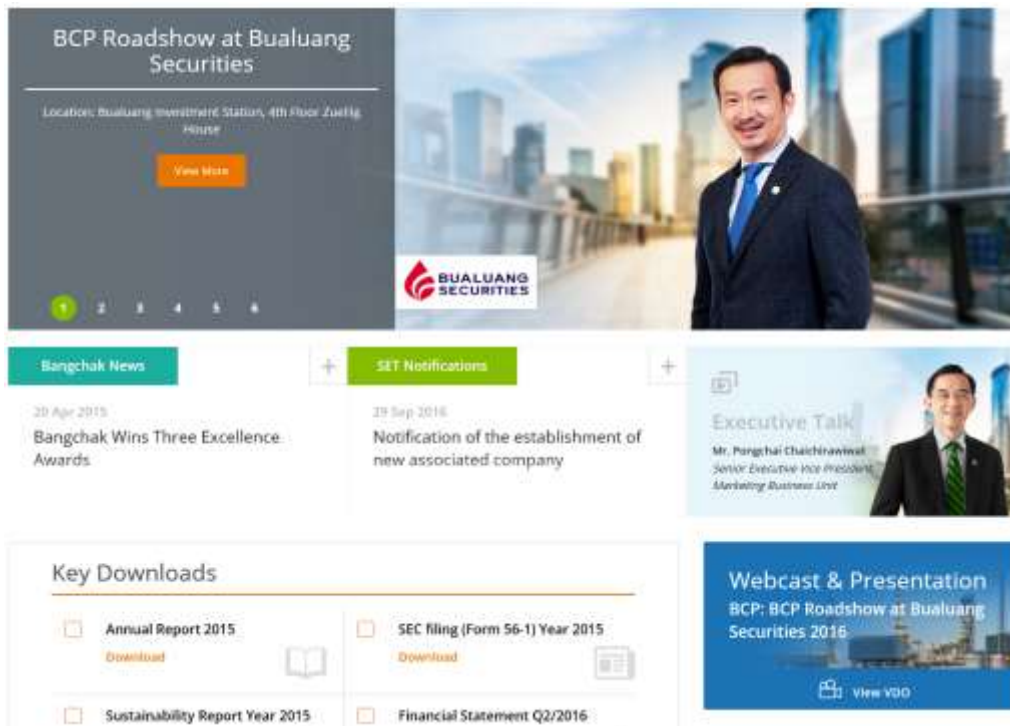 BCP Roadshow at Bualuang
Securities
Location: Bualuang Investment Station, 4th Floor Zuellig
House
View More
BUALUANG
SECURITIES
1 2 3 4 5 6
Bangchak News
+
SET Notifications
+
20 Apr 2015
Bangchak Wins Three Excellence
Awards
29 Sep 2016
Notification of the establishment of
new associated company
Executive Talk
Mr. Pongchai Chaichirawiwat
Senior Executive Vice President,
Marketing Business Unit
Key Downloads
Annual Report 2015
Download
SEC filing (Form 56-1) Year 2015
Download
Sustainability Report Year 2015
Financial Statement Q2/2016
Webcast & Presentation
BCP: BCP Roadshow at Bualuang
Securities 2016
View VDO